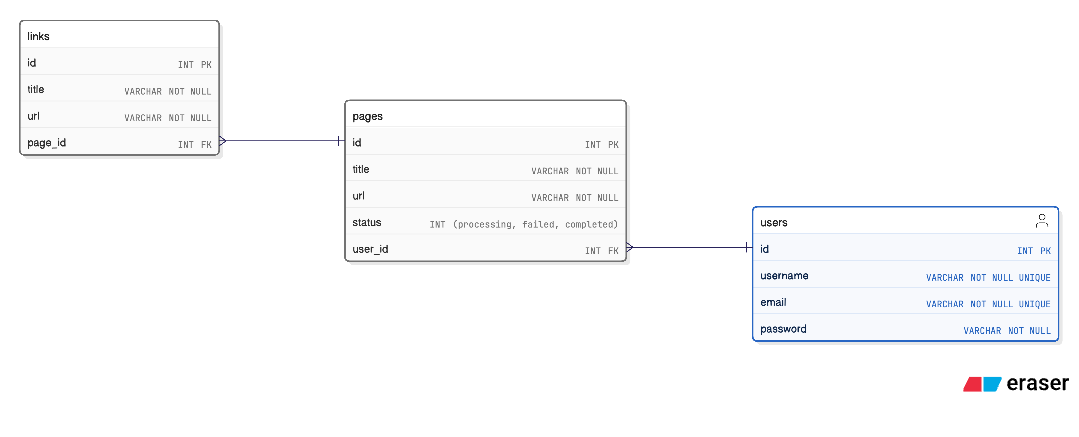 links
id INT PK
title VARCHAR NOT NULL
url VARCHAR NOT NULL
page_id INT FK
pages
id INT PK
title VARCHAR NOT NULL
url VARCHAR NOT NULL
status INT (processing, failed, completed)
user_id INT FK
users
id INT PK
username VARCHAR NOT NULL UNIQUE
email VARCHAR NOT NULL UNIQUE
password VARCHAR NOT NULL
eraser